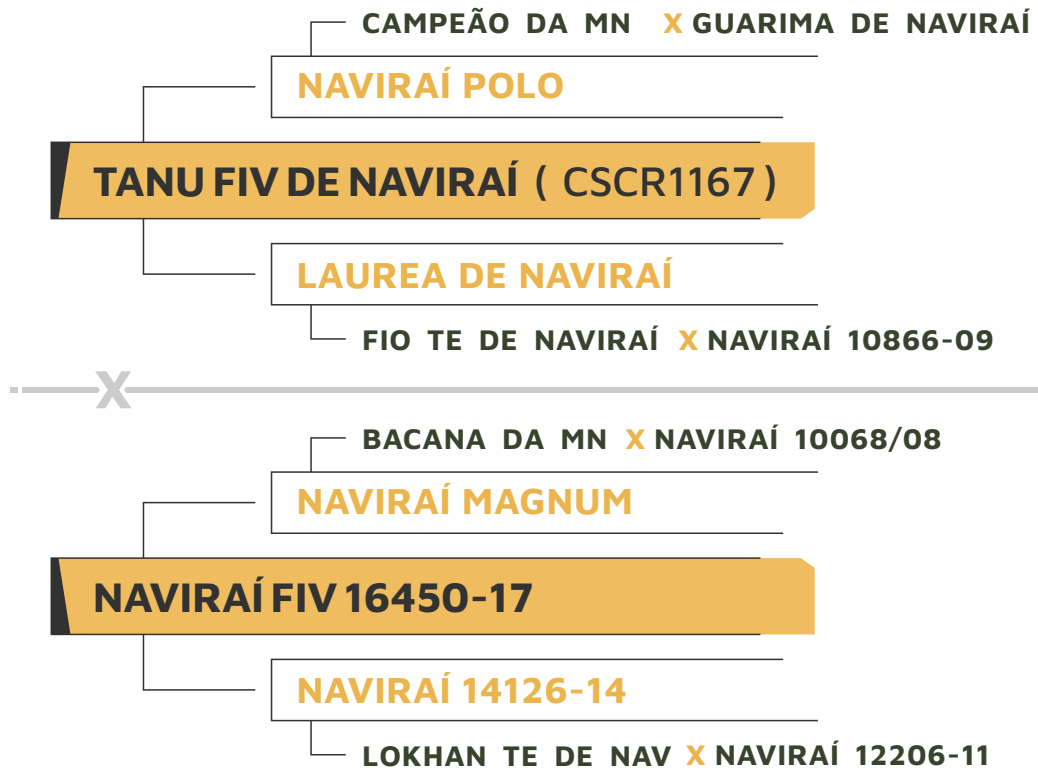 CAMPEÃO DA MN X GUARIMA DE NAVIRAÍ
NAVIRAÍ POLO
TANU FIV DE NAVIRAÍ ( CSCR1167 )
LAUREA DE NAVIRAÍ
FIO TE DE NAVIRAÍ X NAVIRAÍ 10866-09
X
BACANA DA MN X NAVIRAÍ 10068/08
NAVIRAÍ MAGNUM
NAVIRAÍ FIV 16450-17
NAVIRAÍ 14126-14
LOKHAN TE DE NAV X NAVIRAÍ 12206-11